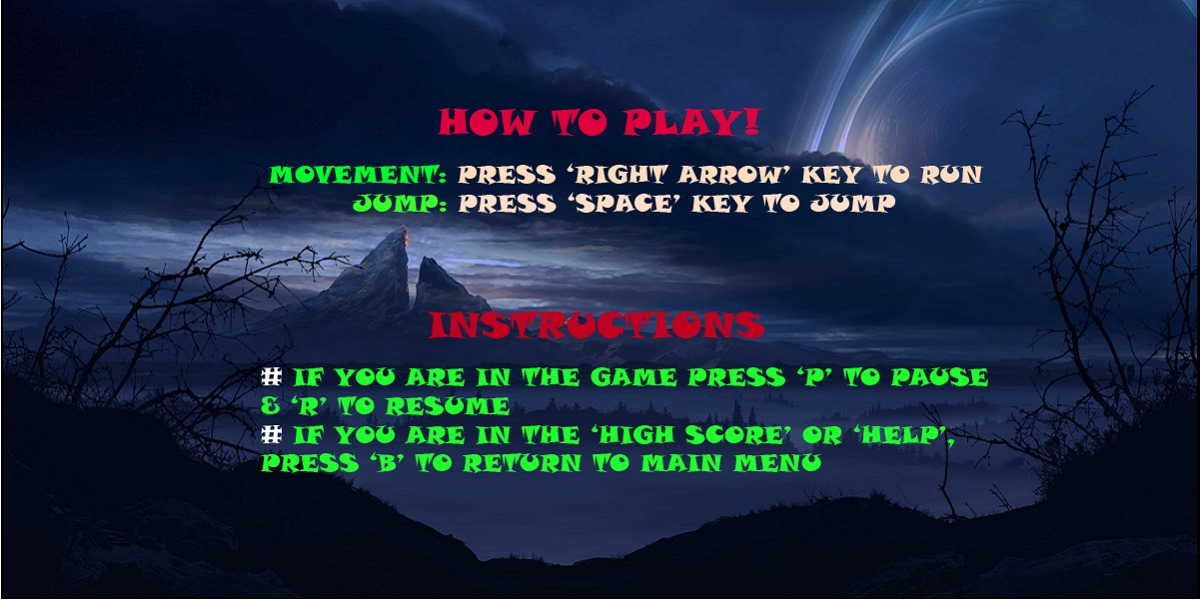 HOW TO PLAY!
MOVEMENT: PRESS ‘RIGHT ARROW’ KEY TO RUN
JUMP: PRESS ‘SPACE’ KEY TO JUMP
INSTRUCTIONS
# IF YOU ARE IN THE GAME PRESS ‘P’ TO PAUSE
& ‘R’ TO RESUME
# IF YOU ARE IN THE ‘HIGH SCORE’ OR ‘HELP’,
PRESS ‘B’ TO RETURN TO MAIN MENU